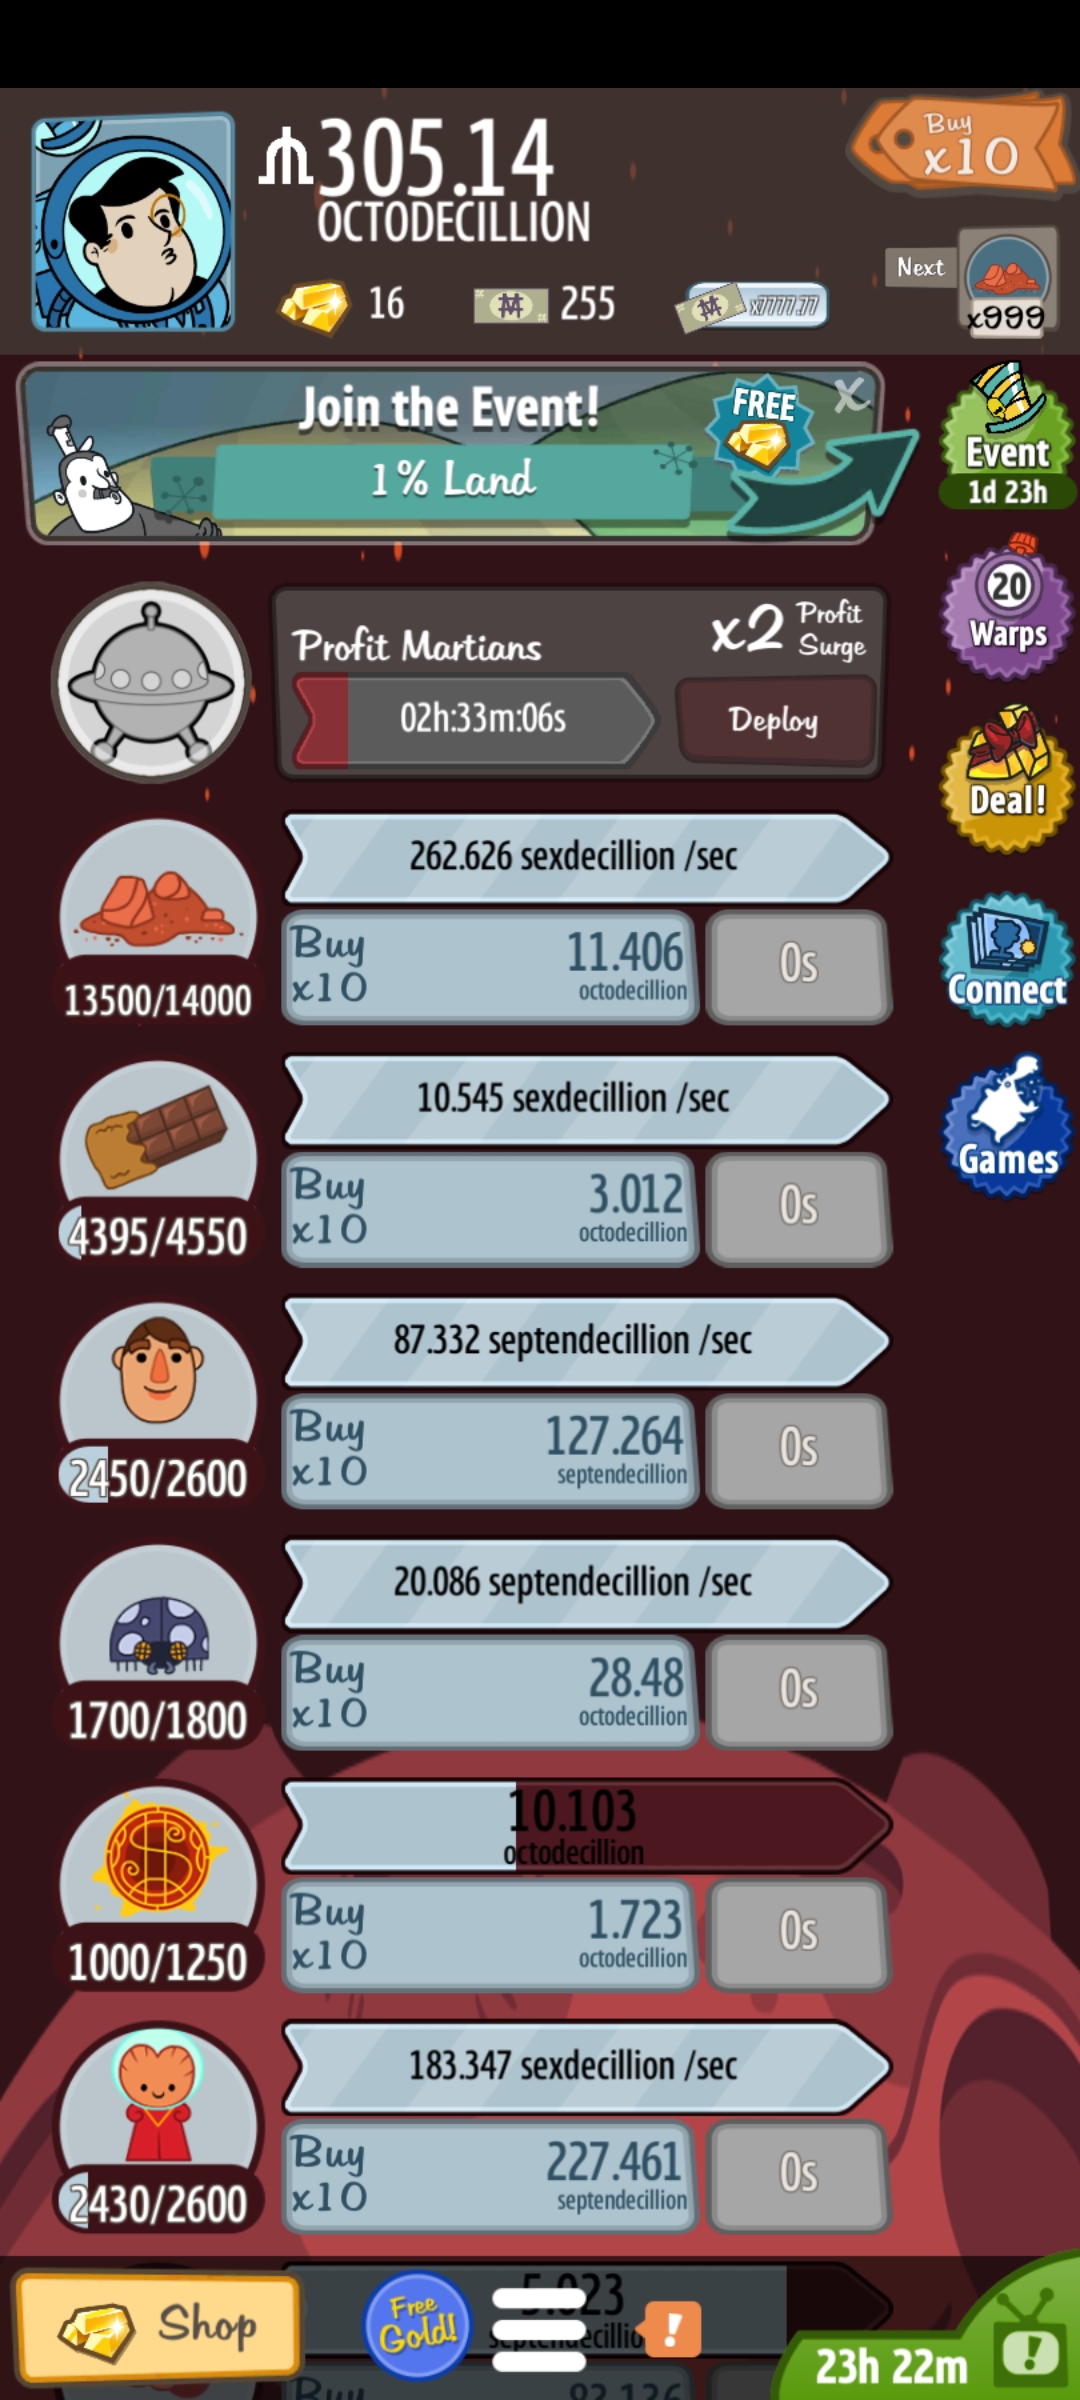 305.14
OCTODECILLION
Buy
x10
16
255
x7777.77
Next
x999
Join the Event!
1% Land
FREE
X
Event
1d 23h
20
Warps
Profit Martians
x2 Profit Surge
02h:33m:06s
Deploy
Deal!
262.626 sexdecillion /sec
13500/14000
Buy
x10
11.406
octodecillion
0s
Connect
10.545 sexdecillion /sec
4395/4550
Buy
x10
3.012
octodecillion
0s
Games
87.332 septendecillion /sec
2450/2600
Buy
x10
127.264
septendecillion
0s
20.086 septendecillion /sec
1700/1800
Buy
x10
28.48
octodecillion
0s
10.103
octodecillion
1000/1250
Buy
x10
1.723
octodecillion
0s
183.347 sexdecillion /sec
2430/2600
Buy
x10
227.461
septendecillion
0s
Shop
Free
Gold!
!
23h 22m
!